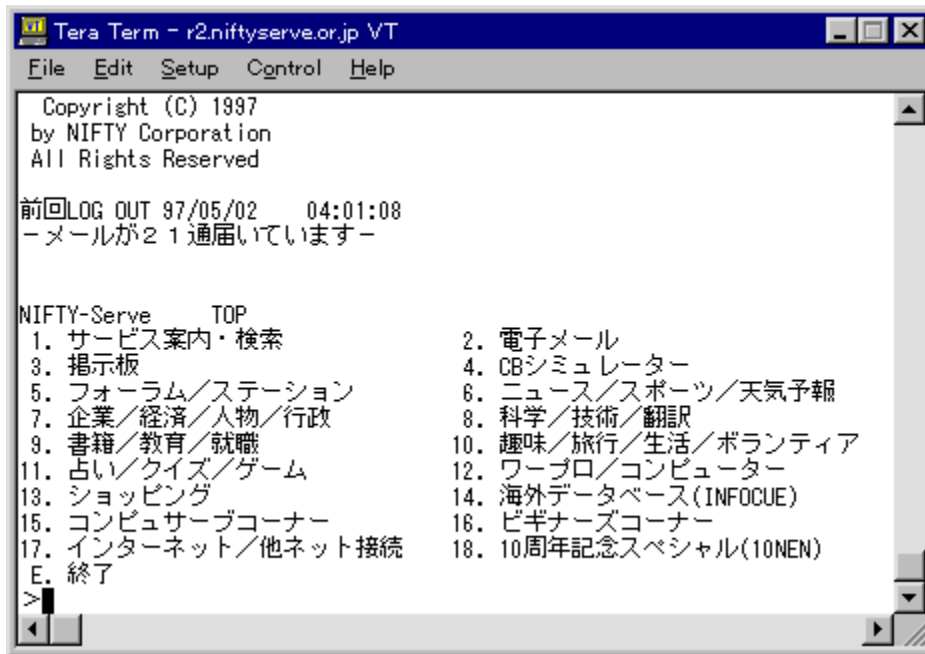 Tera Term - r2.niftyserve.or.jp VT
File Edit Setup Control Help
Copyright (C) 1997
by NIFTY Corporation
All Rights Reserved
前回LOG OUT 97/05/02 04:01:08
－メールが２１通届いています－
NIFTY-Serve TOP
1. サービス案内・検索 2. 電子メール
3. 掲示板 4. CBシミュレーター
5. フォーラム／ステーション 6. ニュース／スポーツ／天気予報
7. 企業／経済／人物／行政 8. 科学／技術／翻訳
9. 書籍／教育／就職 10. 趣味／旅行／生活／ボランティア
11. 占い／クイズ／ゲーム 12. ワープロ／コンピューター
13. ショッピング 14. 海外データベース(INFOCUE)
15. コンピュサーブコーナー 16. ビギナーズコーナー
17. インターネット／他ネット接続 18. 10周年記念スペシャル(10NEN)
E. 終了
>